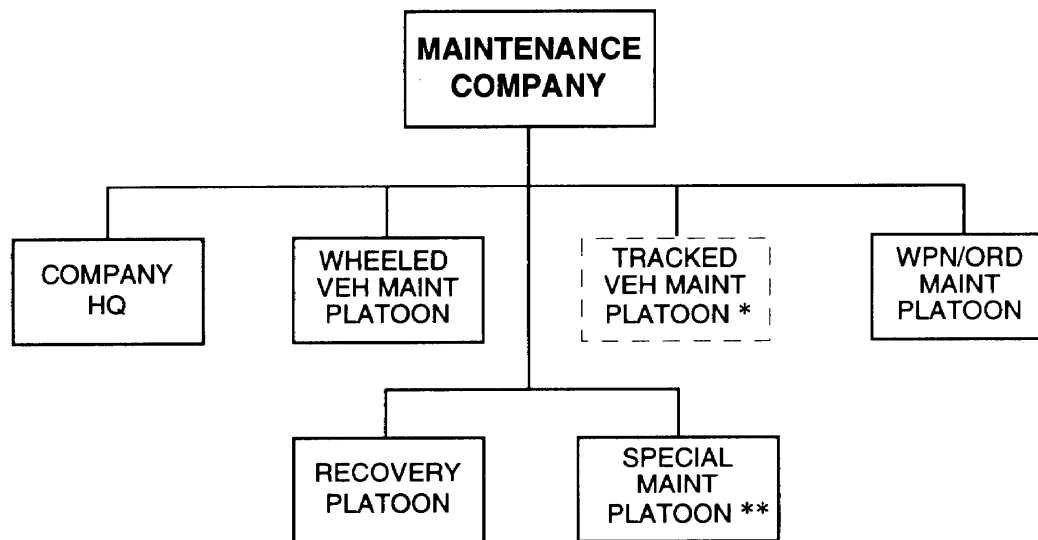 MAINTENANCE
COMPANY
COMPANY
HQ
WHEELED
VEH MAINT
PLATOON
TRACKED
VEH MAINT
PLATOON *
WPN/ORD
MAINT
PLATOON
RECOVERY
PLATOON
SPECIAL
MAINT
PLATOON **